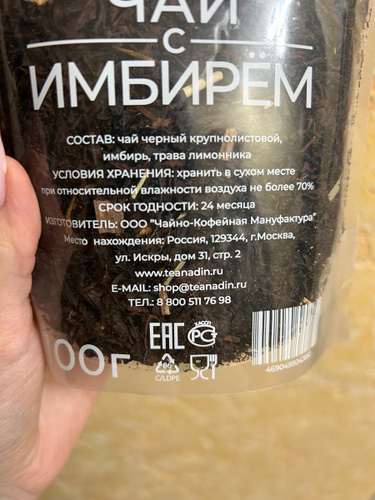 ЧАЙ
С
ИМБИРЁМ
СОСТАВ: чай черный крупнолистовой,
имбирь, трава лимонника
УСЛОВИЯ ХРАНЕНИЯ: хранить в сухом месте
при относительной влажности воздуха не более 70%
СРОК ГОДНОСТИ: 24 месяца
ИЗГОТОВИТЕЛЬ: ООО "Чайно-Кофейная Мануфактура"
Место нахождения: Россия, 129344, г.Москва,
ул. Искры, дом 31, стр. 2
www.teanadin.ru
E-MAIL: shop@teanadin.ru
ТЕЛ.: 8 800 511 76 98
ЕАС
100г
C/LDPE